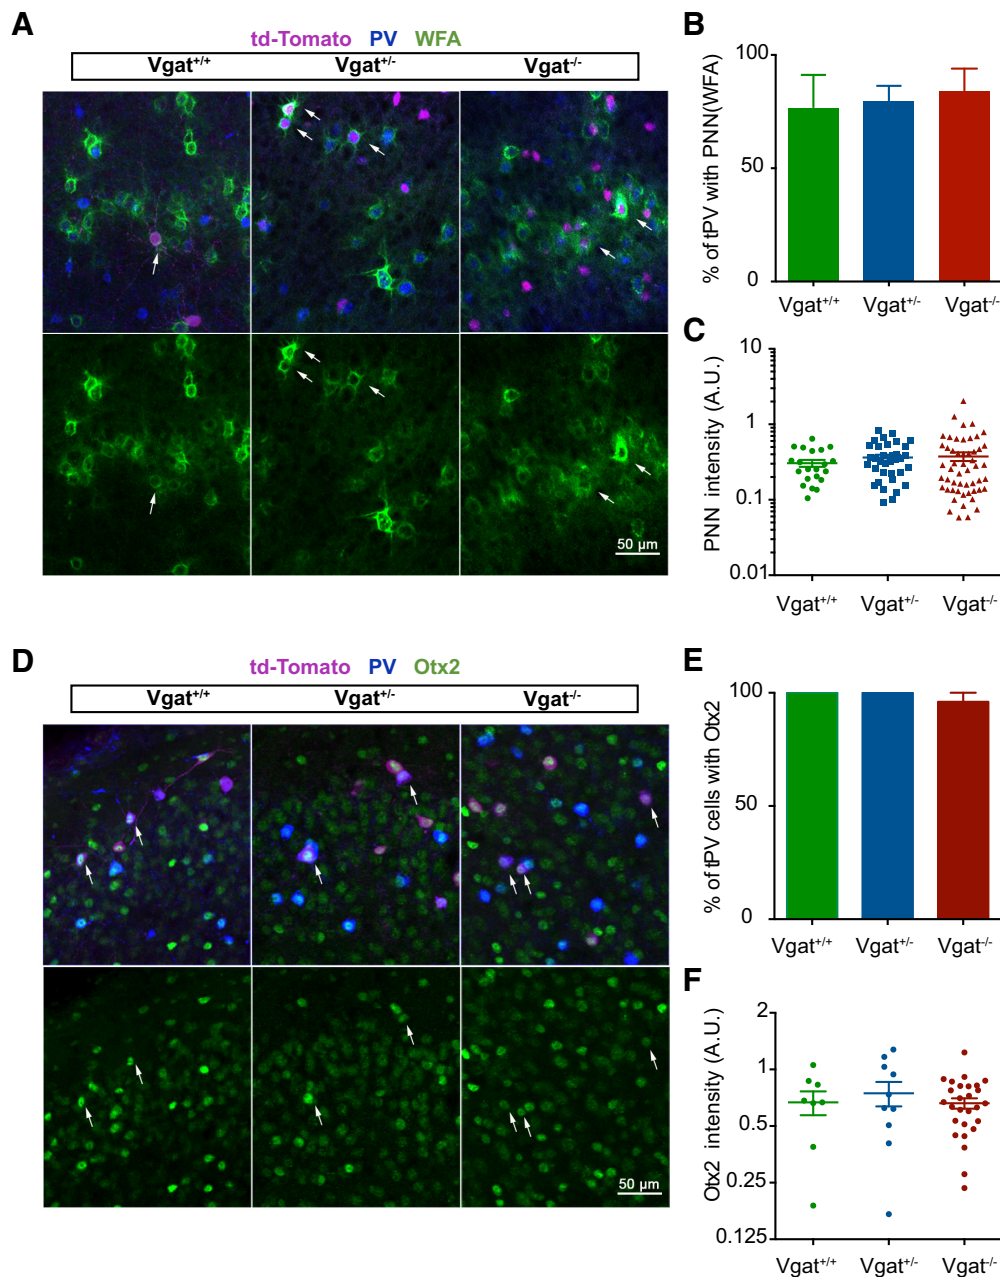 A
td-Tomato PV WFA
Vgat+/+ Vgat+/- Vgat-/-
50 µm
B
% of tPV with PNN(WFA)
100
50
0
Vgat+/+ Vgat+/- Vgat-/-
C
PNN intensity (A.U.)
10
1
0.1
0.01
Vgat+/+ Vgat+/- Vgat-/-
D
td-Tomato PV Otx2
Vgat+/+ Vgat+/- Vgat-/-
50 µm
E
% of tPV cells with Otx2
100
50
0
Vgat+/+ Vgat+/- Vgat-/-
F
Otx2 intensity (A.U.)
2
1
0.5
0.25
0.125
Vgat+/+ Vgat+/- Vgat-/-